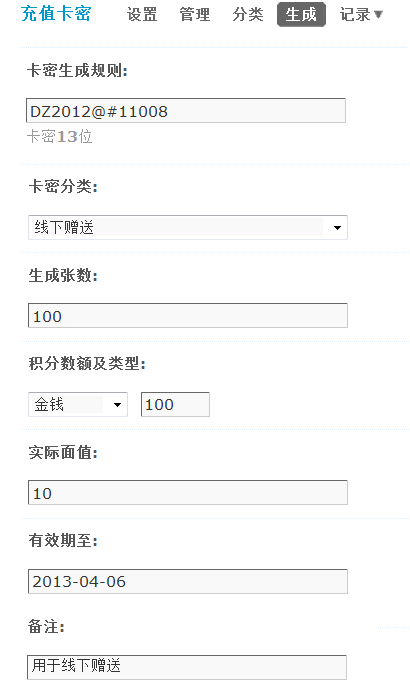 充值卡密 设置 管理 分类 生成 记录▼
卡密生成规则:
DZ2012@#11008
卡密13位
卡密分类:
线下赠送
生成张数:
100
积分数额及类型:
金钱 100
实际面值:
10
有效期至:
2013-04-06
备注:
用于线下赠送